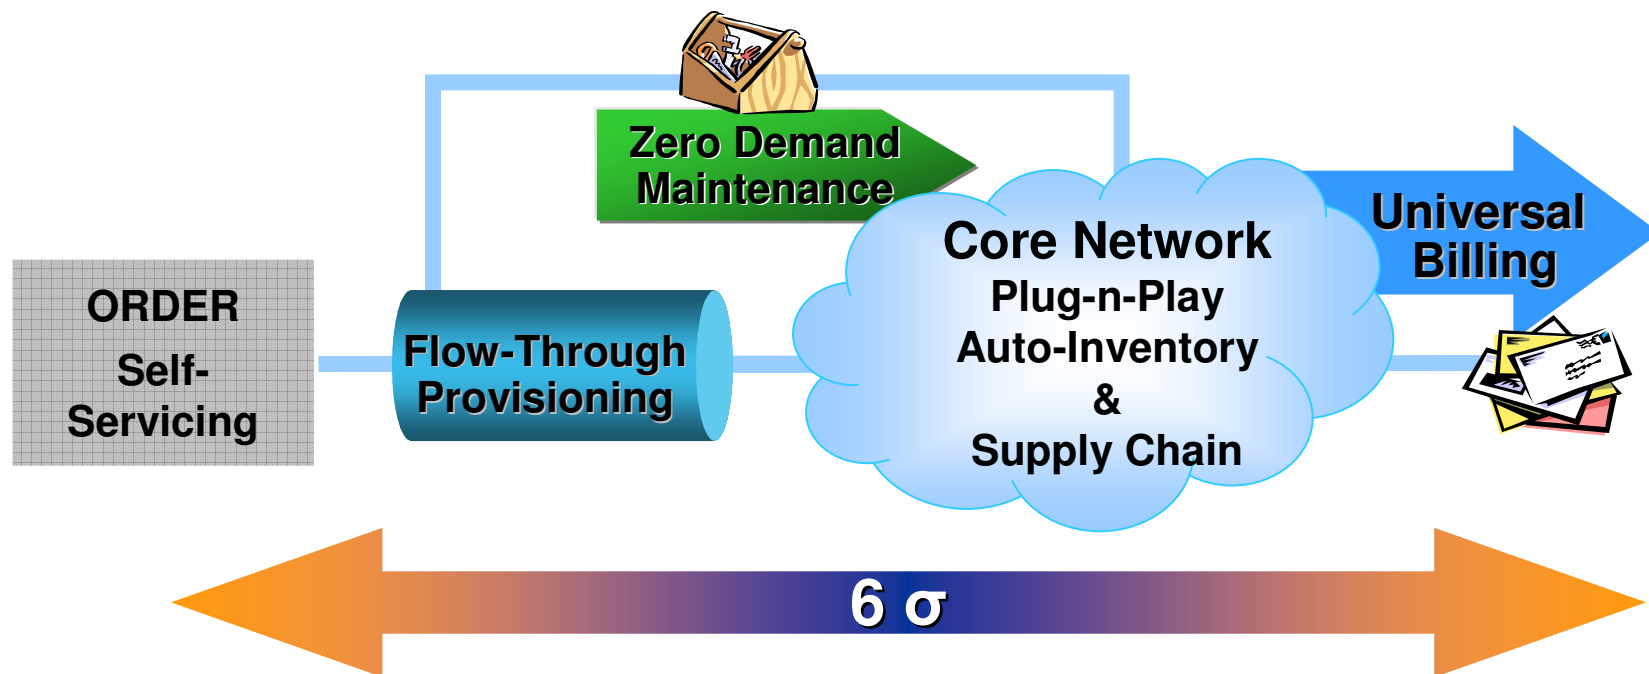 Zero Demand
Maintenance
Universal
Billing
Core Network
Plug-n-Play
Auto-Inventory
&
Supply Chain
ORDER
Self-
Servicing
Flow-Through
Provisioning
6 σ